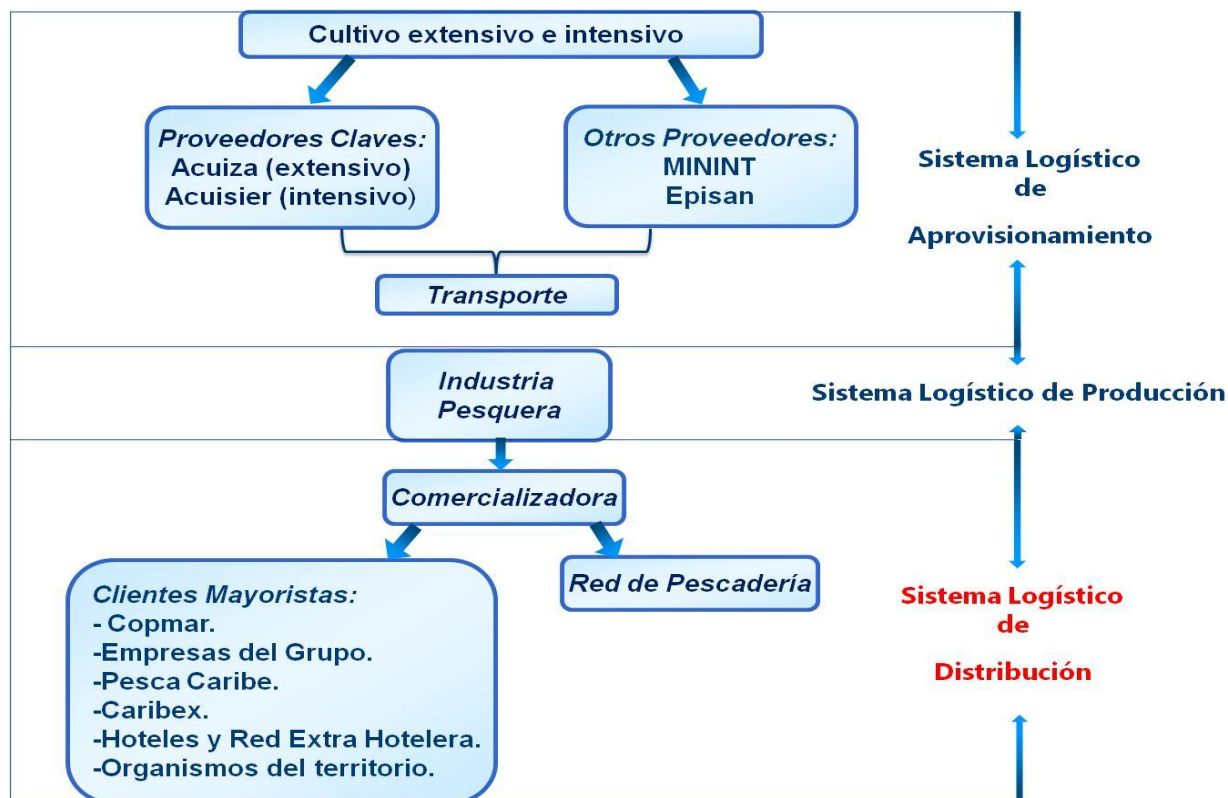 Cultivo extensivo e intensivo
Proveedores Claves:
Acuiza (extensivo)
Acuisier (intensivo)
Otros Proveedores:
MININT
Episan
Sistema Logístico
de
Aprovisionamiento
Transporte
Industria
Pesquera
Sistema Logístico de Producción
Comercializadora
Clientes Mayoristas:
- Copmar.
-Empresas del Grupo.
-Pesca Caribe.
-Caribex.
-Hoteles y Red Extra Hotelera.
-Organismos del territorio.
Red de Pescadería
Sistema Logístico
de
Distribución